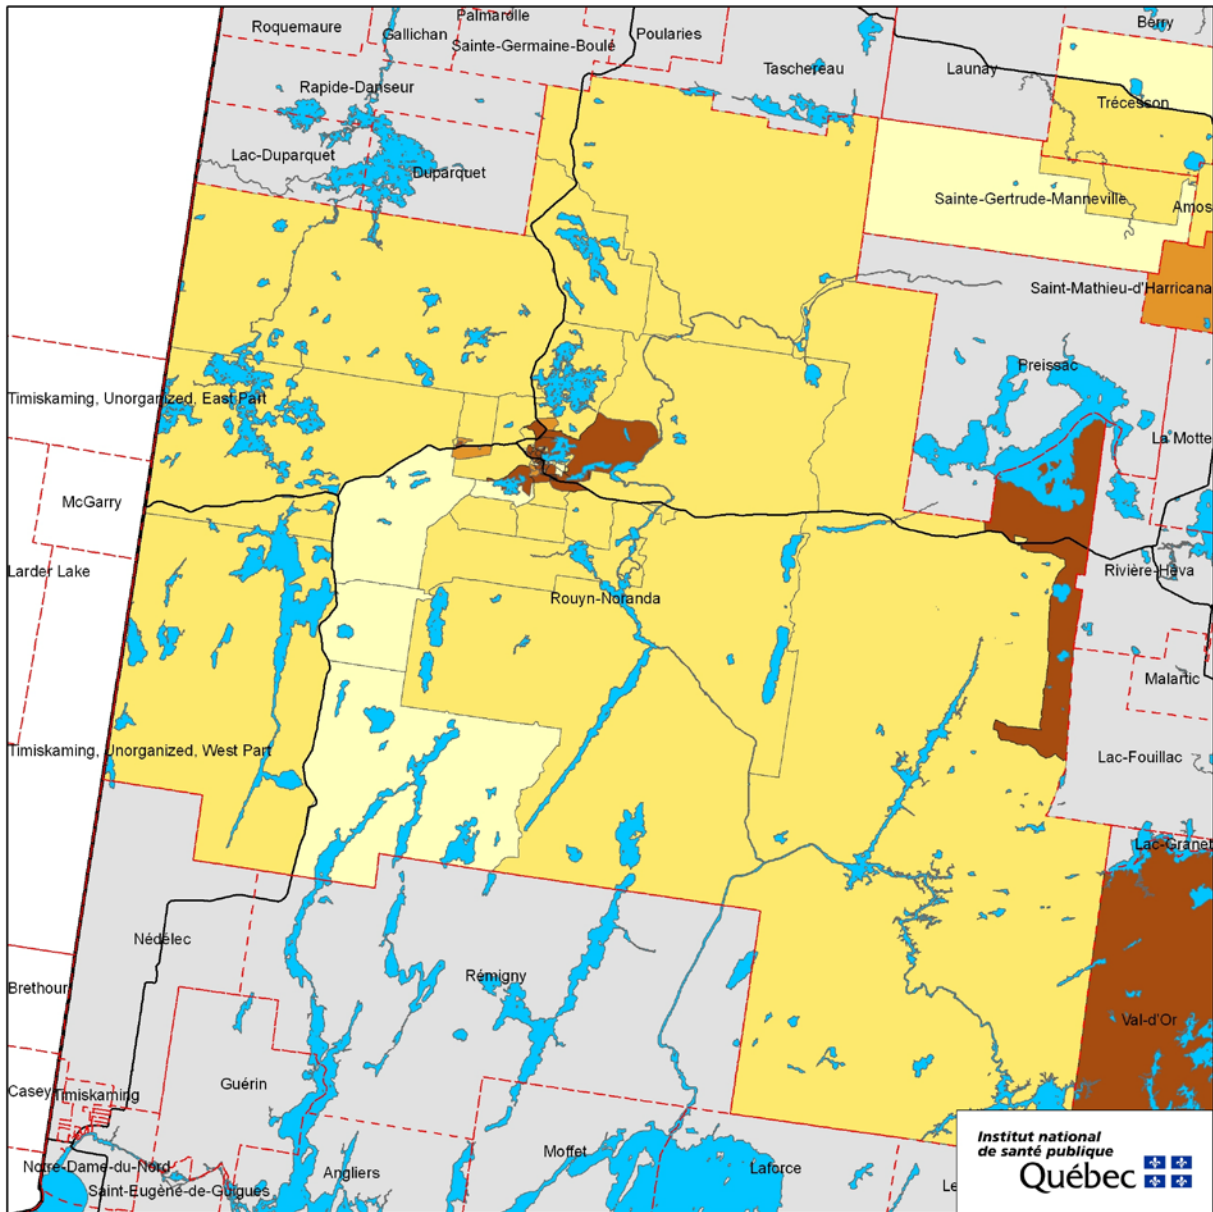 Palmarolle
Berry
Roquemaure
Gallichan
Poularies
Sainte-Germaine-Boulé
Taschereau
Launay
Rapide-Danseur
Trécesson
Lac-Duparquet
Duparquet
Sainte-Gertrude-Manneville
Amos
Saint-Mathieu-d'Harricana
Preissac
Timiskaming, Unorganized, East Part
La Motte
McGarry
Larder Lake
Rivière-Héva
Rouyn-Noranda
Malartic
Timiskaming, Unorganized, West Part
Lac-Fouillac
Lac-Granet
Nédélec
Rémigny
Brethour
Val-d'Or
Guérin
Casey
Timiskaming
Moffet
Notre-Dame-du-Nord
Angliers
Laforce
Saint-Eugène-de-Guigues
Le
Institut national
de santé publique
Québec